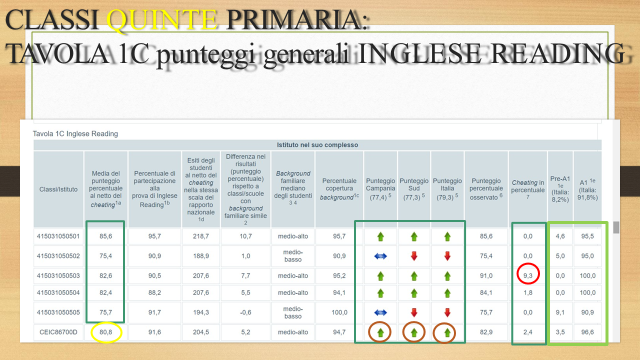 CLASSI QUINTE PRIMARIA:
TAVOLA 1C punteggi generali INGLESE READING
Tavola 1C Inglese Reading
Istituto nel suo complesso
Classi/Istituto
Media del punteggio percentuale al netto del cheating 1a
Percentuale di partecipazione alla prova di Inglese Reading 1b
Esiti degli studenti al netto del cheating nella stessa scala del rapporto nazionale 1d
Differenza nei risultati (punteggio percentuale) rispetto a classi/scuole con background familiare simile 2
Background familiare mediano degli studenti 3 4
Percentuale copertura background 1c
Punteggio Campania (77,4) 5
Punteggio Sud (77,3) 5
Punteggio Italia (79,3) 5
Punteggio percentuale osservato 6
Cheating in percentuale 7
Pre-A1 1e (Italia: 8,2%)
A1 1e (Italia: 91,8%)
415031050501 85,6 95,7 218,7 10,7 medio-alto 95,7 85,6 0,0 4,6 95,5
415031050502 75,4 90,9 188,9 1,0 medio-basso 90,9 75,4 0,0 5,0 95,0
415031050503 82,6 90,5 207,6 7,7 medio-alto 95,2 91,0 9,3 0,0 100,0
415031050504 82,4 88,2 206,6 5,5 medio-alto 94,1 84,1 1,8 0,0 100,0
415031050505 75,7 91,7 194,3 -0,6 medio-basso 100,0 75,7 0,0 9,1 90,9
CEIC86700D 80,8 91,6 204,5 5,2 medio-alto 94,7 82,9 2,4 3,5 96,6